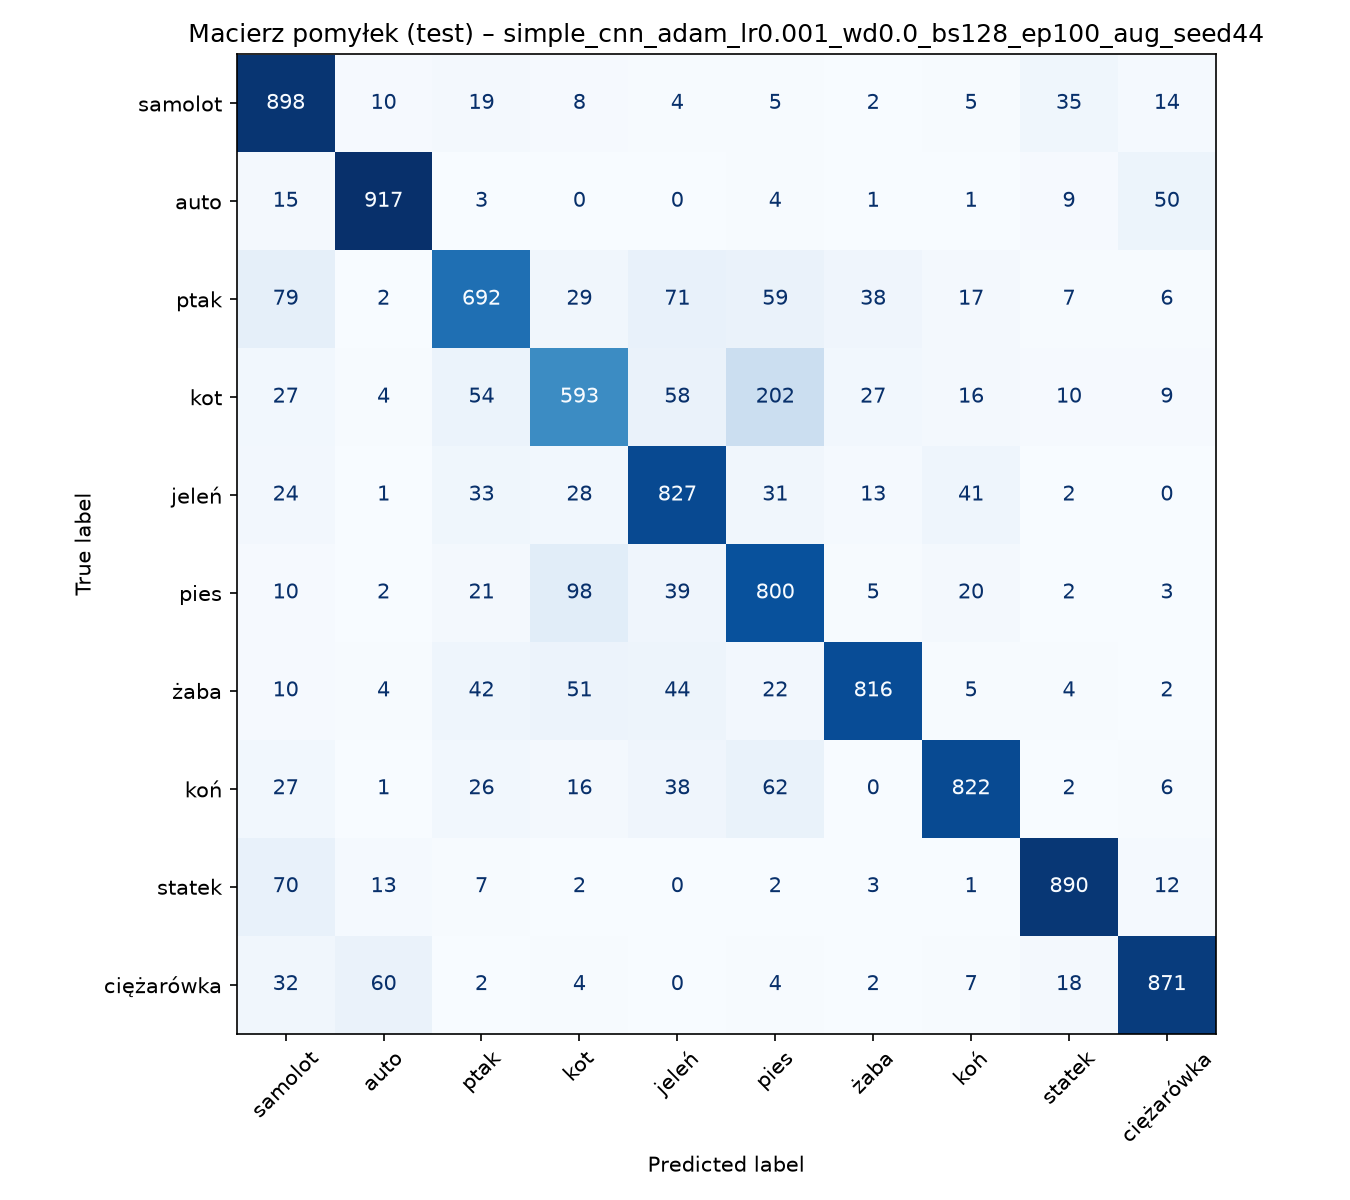 Macierz pomyłek (test) – simple_cnn_adam_lr0.001_wd0.0_bs128_ep100_aug_seed44
samolot 898 10 19 8 4 5 2 5 35 14
auto 15 917 3 0 0 4 1 1 9 50
ptak 79 2 692 29 71 59 38 17 7 6
kot 27 4 54 593 58 202 27 16 10 9
jeleń 24 1 33 28 827 31 13 41 2 0
pies 10 2 21 98 39 800 5 20 2 3
żaba 10 4 42 51 44 22 816 5 4 2
koń 27 1 26 16 38 62 0 822 2 6
statek 70 13 7 2 0 2 3 1 890 12
ciężarówka 32 60 2 4 0 4 2 7 18 871
True label
samolot auto ptak kot jeleń pies żaba koń statek ciężarówka
Predicted label